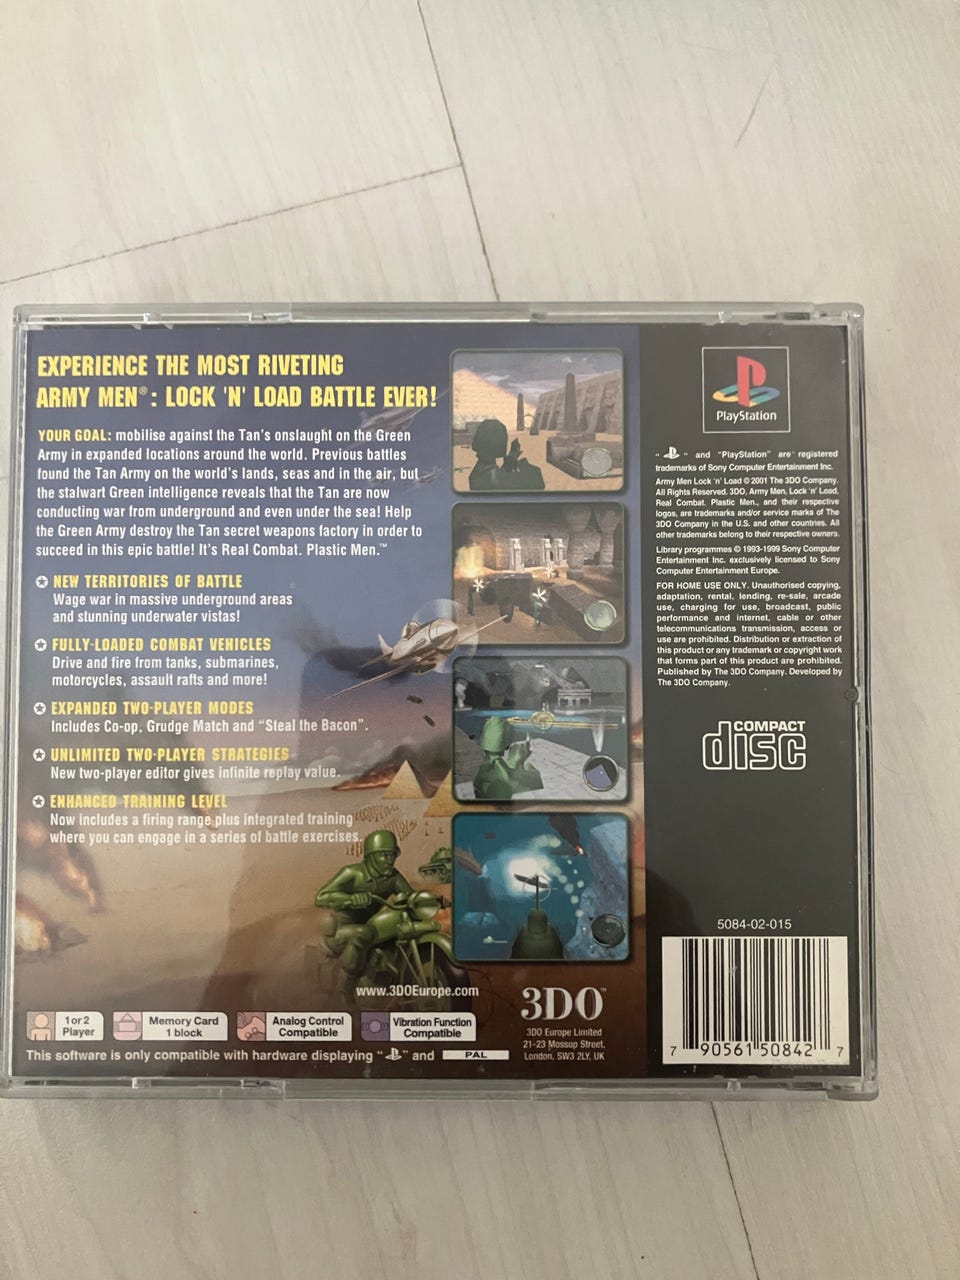 EXPERIENCE THE MOST RIVETING
ARMY MEN®: LOCK 'N' LOAD BATTLE EVER!
YOUR GOAL: mobilise against the Tan's onslaught on the Green
Army in expanded locations around the world. Previous battles
found the Tan Army on the world's lands, seas and in the air, but
the stalwart Green intelligence reveals that the Tan are now
conducting war from underground and even under the sea! Help
the Green Army destroy the Tan secret weapons factory in order to
succeed in this epic battle! It's Real Combat. Plastic Men.™
NEW TERRITORIES OF BATTLE
Wage war in massive underground areas
and stunning underwater vistas!
FULLY-LOADED COMBAT VEHICLES
Drive and fire from tanks, submarines,
motorcycles, assault rafts and more!
EXPANDED TWO-PLAYER MODES
Includes Co-op, Grudge Match and “Steal the Bacon”.
UNLIMITED TWO-PLAYER STRATEGIES
New two-player editor gives infinite replay value.
ENHANCED TRAINING LEVEL
Now includes a firing range plus integrated training
where you can engage in a series of battle exercises.
www.3DOEurope.com
3DO™
3DO Europe Limited
21-23 Mossop Street,
London, SW3 2LY, UK
1 or 2
Player
Memory Card
1 block
Analog Control
Compatible
Vibration Function
Compatible
This software is only compatible with hardware displaying “ ” and PAL
PlayStation
“ ” and "PlayStation" are registered
trademarks of Sony Computer Entertainment Inc.
Army Men Lock 'n' Load © 2001 The 3DO Company.
All Rights Reserved. 3DO, Army Men, Lock 'n' Load,
Real Combat. Plastic Men., and their respective
logos, are trademarks and/or service marks of The
3DO Company in the U.S. and other countries. All
other trademarks belong to their respective owners.
Library programmes © 1993-1999 Sony Computer
Entertainment Inc. exclusively licensed to Sony
Computer Entertainment Europe.
FOR HOME USE ONLY. Unauthorised copying,
adaptation, rental, lending, re-sale, arcade
use, charging for use, broadcast, public
performance and internet, cable or other
telecommunications transmission, access or
use are prohibited. Distribution or extraction of
this product or any trademark or copyright work
that forms part of this product are prohibited.
Published by The 3DO Company. Developed by
The 3DO Company.
COMPACT
disc
5084-02-015
7 90561 50842 7